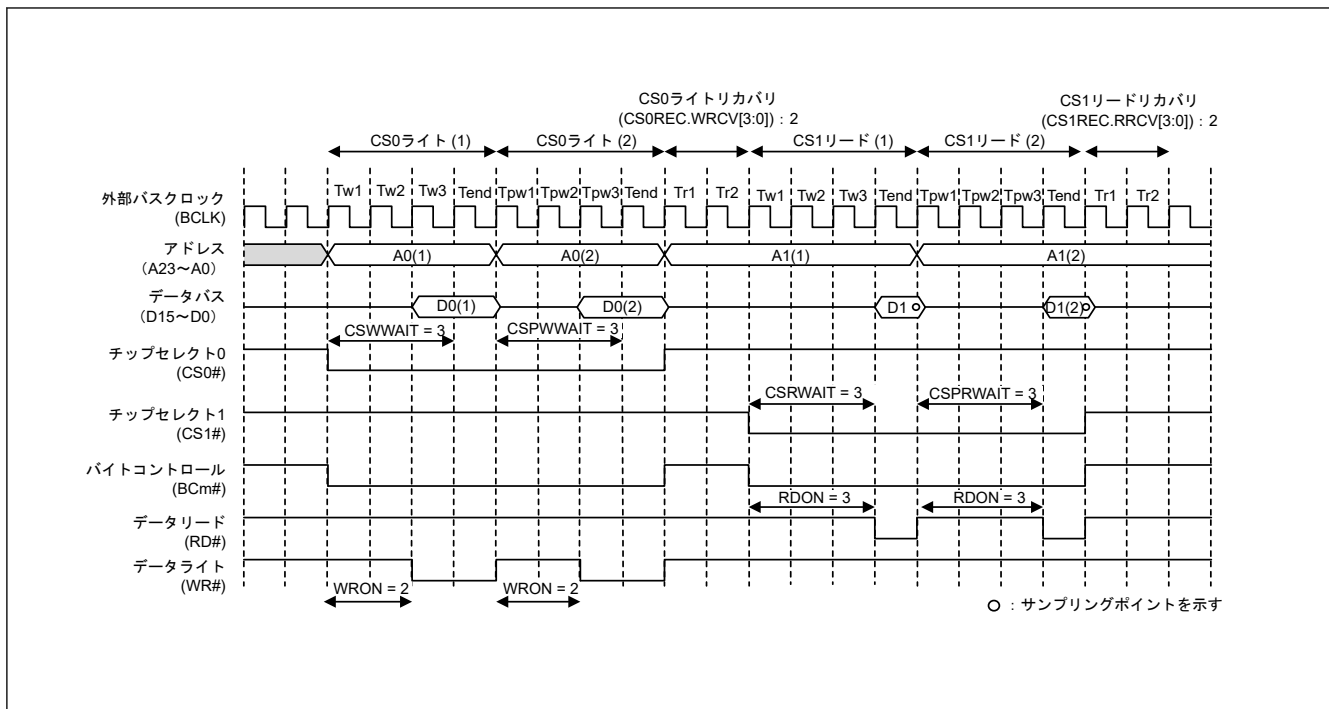 CS0ライトリカバリ
(CS0REC.WRCV[3:0]) : 2
CS1リードリカバリ
(CS1REC.RRCV[3:0]) : 2
CS0ライト (1)
CS0ライト (2)
CS1リード (1)
CS1リード (2)
Tw1 Tw2 Tw3 Tend Tpw1 Tpw2 Tpw3 Tend Tr1 Tr2 Tw1 Tw2 Tw3 Tend Tpw1 Tpw2 Tpw3 Tend Tr1 Tr2
外部バスクロック
(BCLK)
アドレス
(A23~A0)
A0(1) A0(2) A1(1) A1(2)
データバス
(D15~D0)
D0(1) D0(2) D1 D1(2)
CSWWAIT = 3 CSPWWAIT = 3
チップセレクト0
(CS0#)
CSRWAIT = 3 CSPRWAIT = 3
チップセレクト1
(CS1#)
バイトコントロール
(BCm#)
RDON = 3 RDON = 3
データリード
(RD#)
データライト
(WR#)
WRON = 2 WRON = 2
:サンプリングポイントを示す